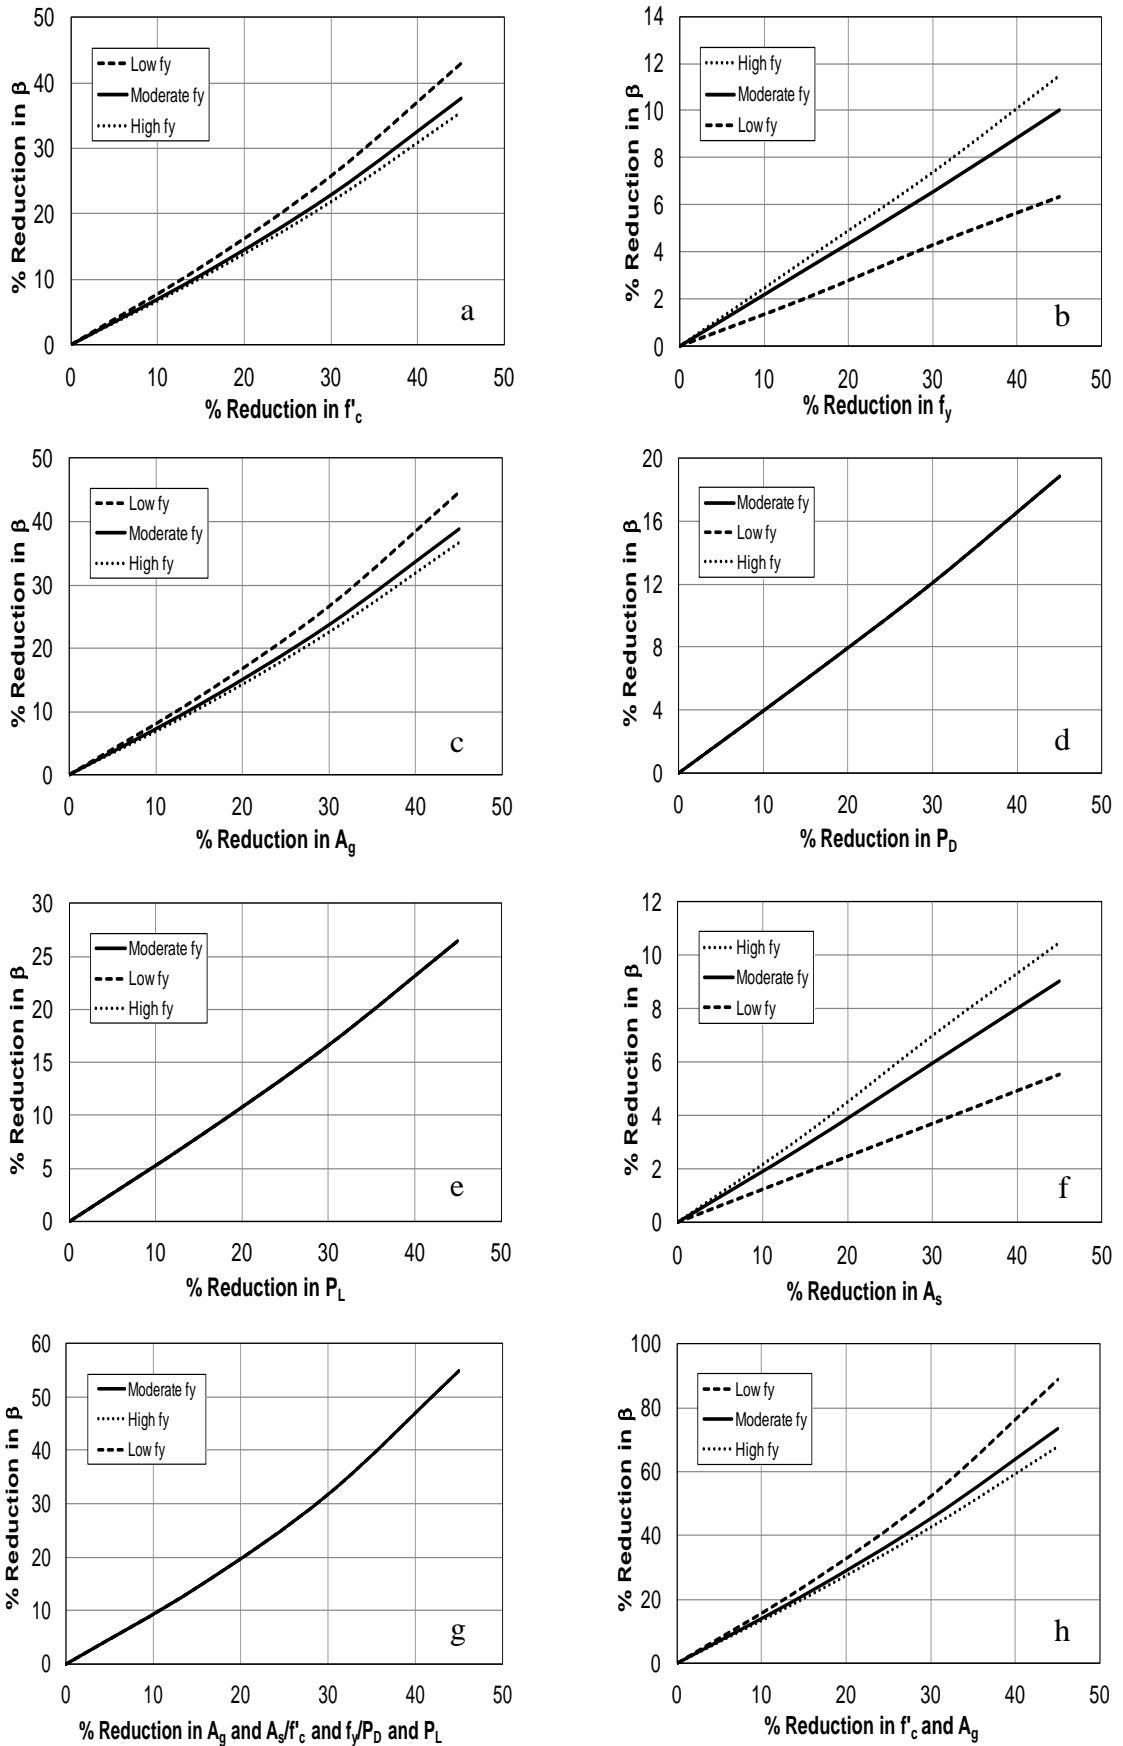 50
40
30
20
10
0
% Reduction in β
Low fy
Moderate fy
High fy
a
0 10 20 30 40 50
% Reduction in f'c
14
12
10
8
6
4
2
0
% Reduction in β
High fy
Moderate fy
Low fy
b
0 10 20 30 40 50
% Reduction in fy
50
40
30
20
10
0
% Reduction in β
Low fy
Moderate fy
High fy
c
0 10 20 30 40 50
% Reduction in Ag
20
16
12
8
4
0
% Reduction in β
Moderate fy
Low fy
High fy
d
0 10 20 30 40 50
% Reduction in PD
30
25
20
15
10
5
0
% Reduction in β
Moderate fy
Low fy
High fy
e
0 10 20 30 40 50
% Reduction in PL
12
10
8
6
4
2
0
% Reduction in β
High fy
Moderate fy
Low fy
f
0 10 20 30 40 50
% Reduction in As
60
50
40
30
20
10
0
% Reduction in β
Moderate fy
High fy
Low fy
g
0 10 20 30 40 50
% Reduction in Ag and As/f'c and fy/PD and PL
100
80
60
40
20
0
% Reduction in β
Low fy
Moderate fy
High fy
h
0 10 20 30 40 50
% Reduction in f'c and Ag